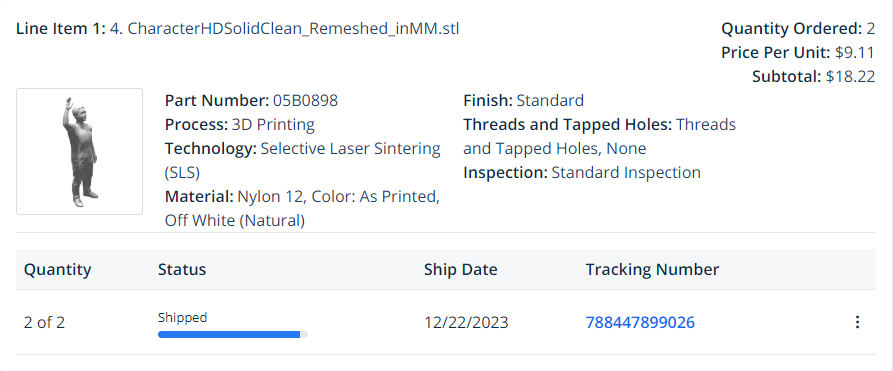 Line Item 1: 4. CharacterHDSolidClean_Remeshed_inMM.stl
Quantity Ordered: 2
Price Per Unit: $9.11
Subtotal: $18.22
Part Number: 05B0898
Process: 3D Printing
Technology: Selective Laser Sintering
(SLS)
Material: Nylon 12, Color: As Printed,
Off White (Natural)
Finish: Standard
Threads and Tapped Holes: Threads
and Tapped Holes, None
Inspection: Standard Inspection
Quantity Status Ship Date Tracking Number
2 of 2 Shipped 12/22/2023 788447899026